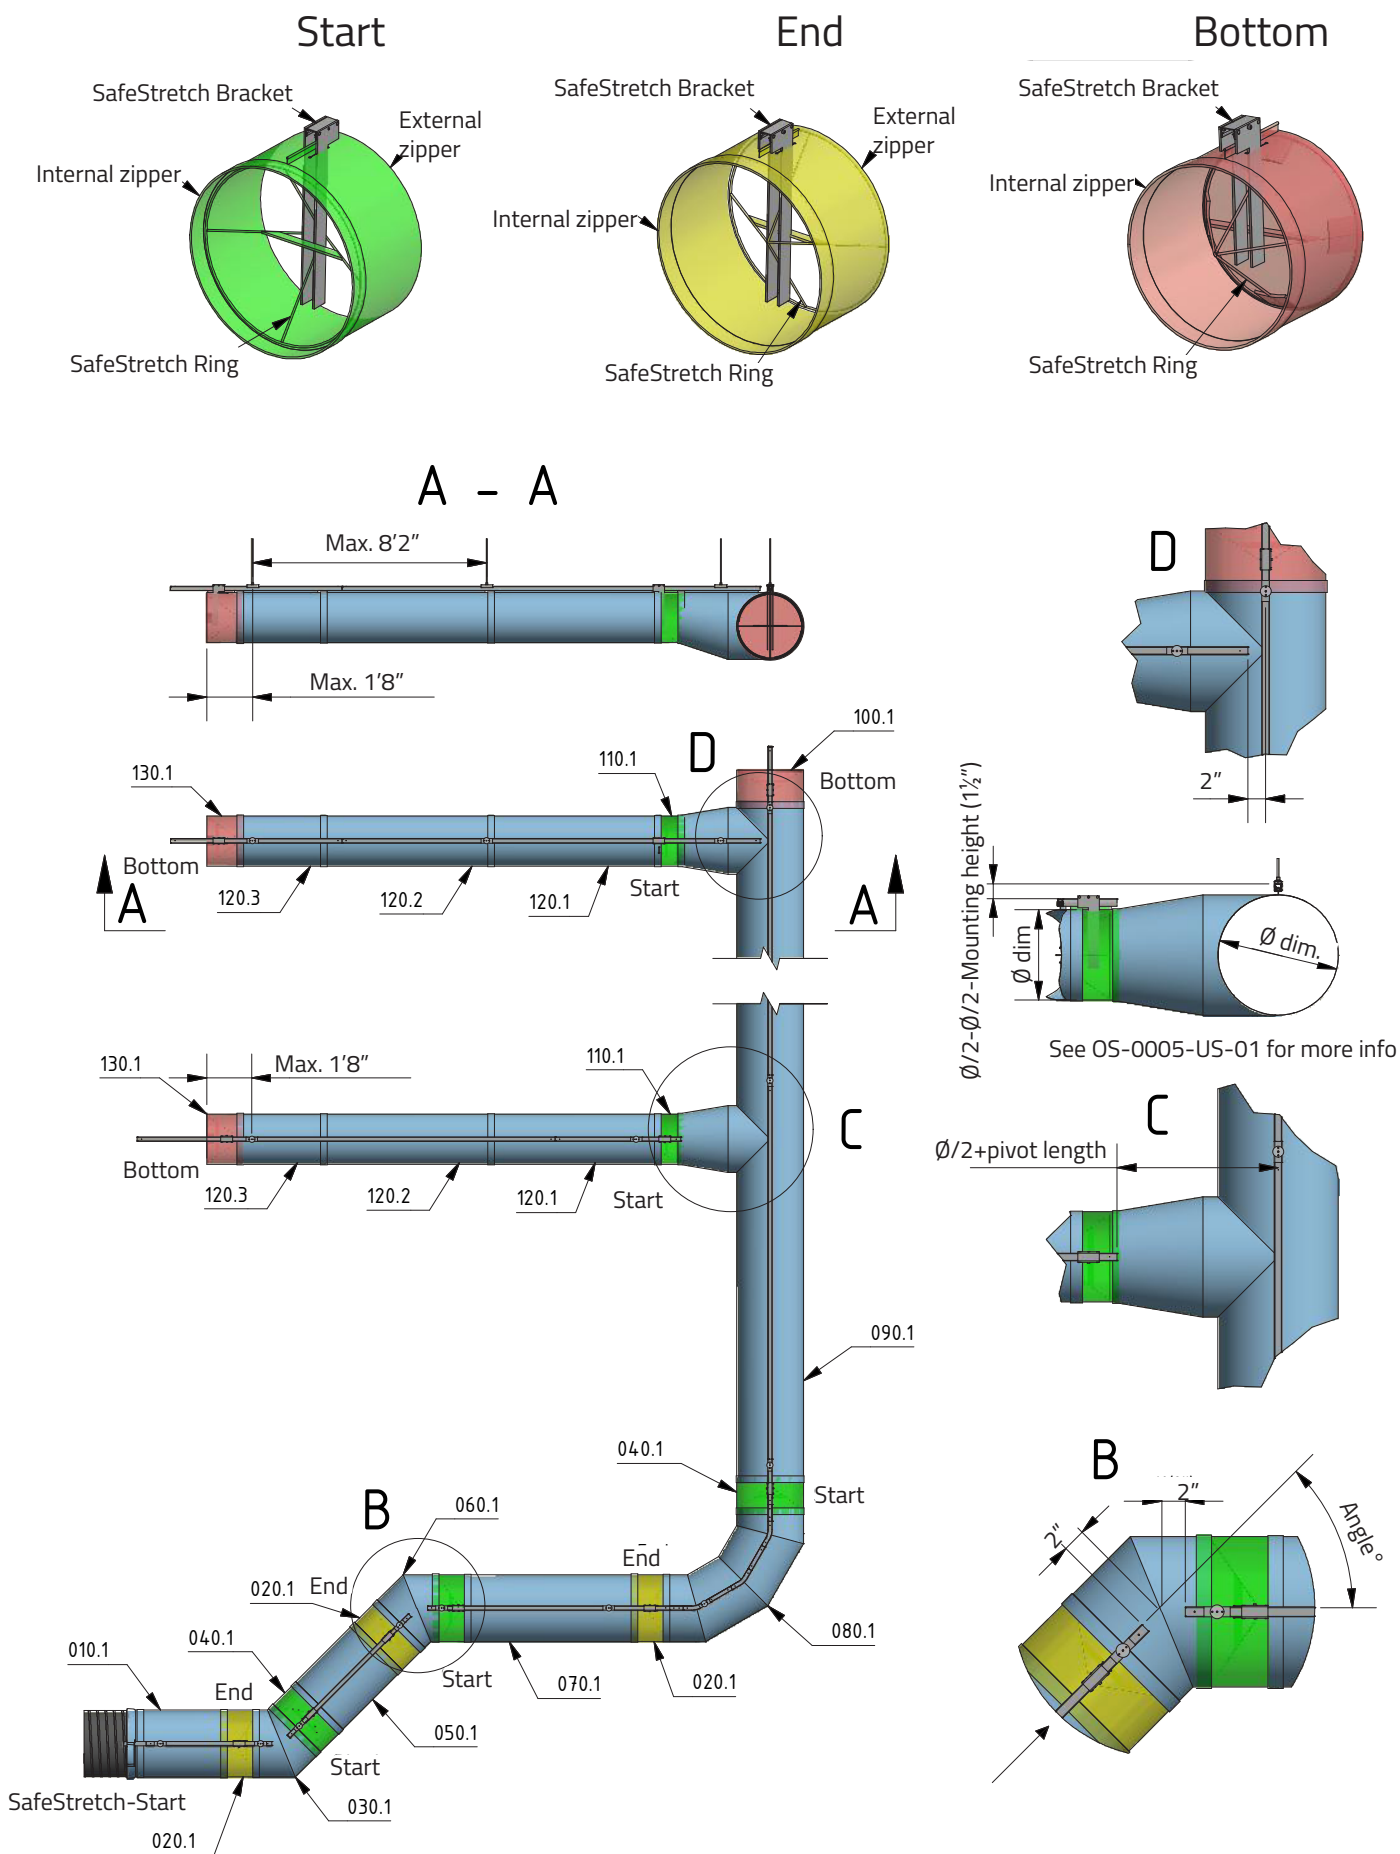 Start
End
Bottom
SafeStretch Bracket
External
zipper
Internal zipper
SafeStretch Ring
SafeStretch Bracket
External
zipper
Internal zipper
SafeStretch Ring
SafeStretch Bracket
Internal zipper
SafeStretch Ring
A - A
Max. 8'2”
Max. 1'8”
D
2”
130.1
110.1
D
100.1
Bottom
Bottom
A
120.3
120.2
120.1
Start
A
Ø/2-Ø/2-Mounting height (1½”)
Ø dim
Ø dim.
See OS-0005-US-01 for more info
130.1
Max. 1'8”
110.1
C
Bottom
120.3
120.2
120.1
Start
C
Ø/2+pivot length
090.1
040.1
Start
B
060.1
End
020.1
End
040.1
010.1
End
Start
070.1
020.1
080.1
050.1
Start
SafeStretch-Start
030.1
020.1
B
2”
2”
Angle°